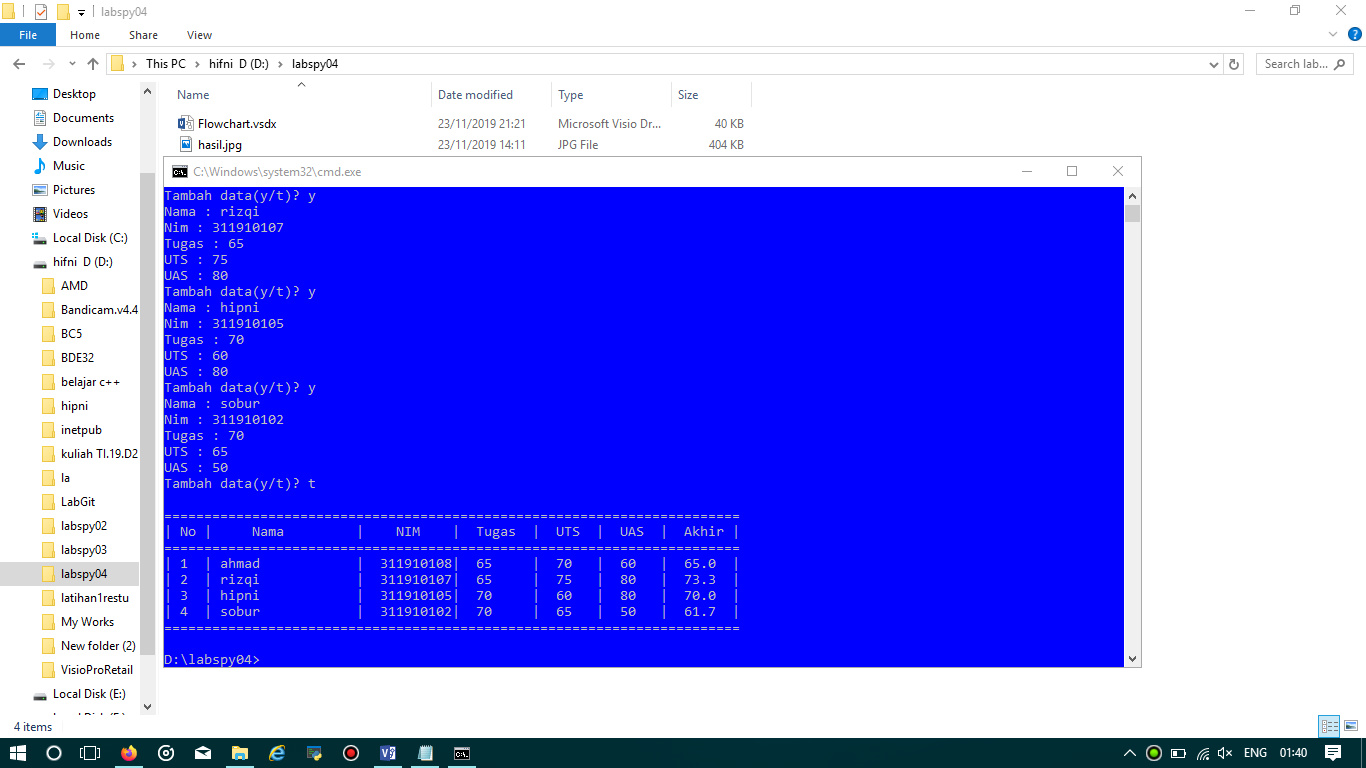 labspy04
File Home Share View
This PC > hifni D (D:) > labspy04
Search lab...
Name Date modified Type Size
Flowchart.vsdx 23/11/2019 21:21 Microsoft Visio Dr... 40 KB
hasil.jpg 23/11/2019 14:11 JPG File 404 KB
Desktop
Documents
Downloads
Music
Pictures
Videos
Local Disk (C:)
hifni D (D:)
AMD
Bandicam.v4.4
BC5
BDE32
belajar c++
hipni
inetpub
kuliah TI.19.D2
la
LabGit
labspy02
labspy03
labspy04
latihan1restu
My Works
New folder (2)
VisioProRetail
Local Disk (E:)
C:\Windows\system32\cmd.exe
Tambah data(y/t)? y
Nama : rizqi
Nim : 311910107
Tugas : 65
UTS : 75
UAS : 80
Tambah data(y/t)? y
Nama : hipni
Nim : 311910105
Tugas : 70
UTS : 60
UAS : 80
Tambah data(y/t)? y
Nama : sobur
Nim : 311910102
Tugas : 70
UTS : 65
UAS : 50
Tambah data(y/t)? t
========================================================================
| No |     Nama         |    NIM    |  Tugas  |  UTS  |  UAS  |  Akhir |
========================================================================
| 1  | ahmad            |  311910108|  65     |  70   |  60   |  65.0  |
| 2  | rizqi            |  311910107|  65     |  75   |  80   |  73.3  |
| 3  | hipni            |  311910105|  70     |  60   |  80   |  70.0  |
| 4  | sobur            |  311910102|  70     |  65   |  50   |  61.7  |
========================================================================
D:\labspy04>
4 items
ENG 01:40